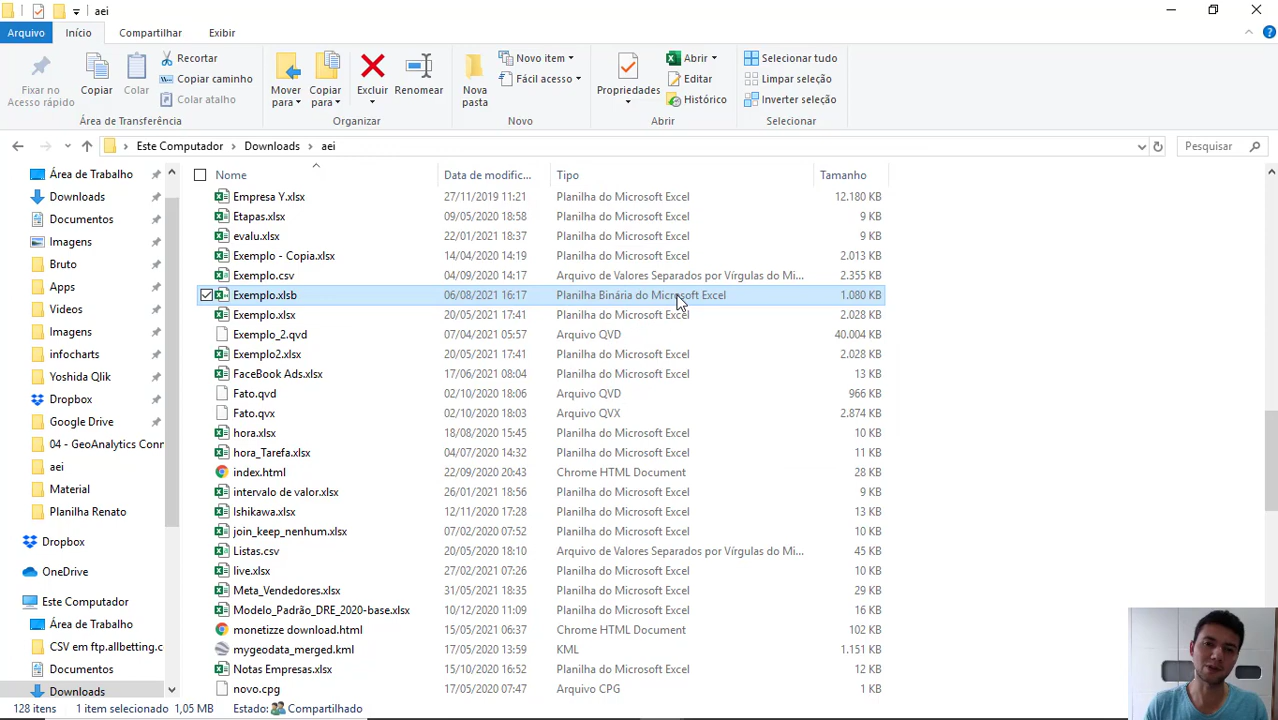 aei
Arquivo Início Compartilhar Exibir
Fixar no Acesso rápido
Copiar
Colar
Recortar
Copiar caminho
Colar atalho
Área de Transferência
Mover para
Copiar para
Excluir
Renomear
Organizar
Nova pasta
Novo item
Fácil acesso
Novo
Propriedades
Abrir
Editar
Histórico
Abrir
Selecionar tudo
Limpar seleção
Inverter seleção
Selecionar
Este Computador Downloads aei
Pesquisar
Área de Trabalho
Downloads
Documentos
Imagens
Bruto
Apps
Videos
Imagens
infocharts
Yoshida Qlik
Dropbox
Google Drive
04 - GeoAnalytics Conn
aei
Material
Planilha Renato
Dropbox
OneDrive
Este Computador
Área de Trabalho
CSV em ftp.allbetting.c
Documentos
Downloads
Nome Data de modific... Tipo Tamanho
Empresa Y.xlsx 27/11/2019 11:21 Planilha do Microsoft Excel 12.180 KB
Etapas.xlsx 09/05/2020 18:58 Planilha do Microsoft Excel 9 KB
evalu.xlsx 22/01/2021 18:37 Planilha do Microsoft Excel 9 KB
Exemplo - Copia.xlsx 14/04/2020 14:19 Planilha do Microsoft Excel 2.013 KB
Exemplo.csv 04/09/2020 14:17 Arquivo de Valores Separados por Vírgulas do Mi... 2.355 KB
Exemplo.xlsb 06/08/2021 16:17 Planilha Binária do Microsoft Excel 1.080 KB
Exemplo.xlsx 20/05/2021 17:41 Planilha do Microsoft Excel 2.028 KB
Exemplo_2.qvd 07/04/2021 05:57 Arquivo QVD 40.004 KB
Exemplo2.xlsx 20/05/2021 17:41 Planilha do Microsoft Excel 2.028 KB
FaceBook Ads.xlsx 17/06/2021 08:04 Planilha do Microsoft Excel 13 KB
Fato.qvd 02/10/2020 18:06 Arquivo QVD 966 KB
Fato.qvx 02/10/2020 18:03 Arquivo QVX 2.874 KB
hora.xlsx 18/08/2020 15:45 Planilha do Microsoft Excel 10 KB
hora_Tarefa.xlsx 04/07/2020 14:32 Planilha do Microsoft Excel 11 KB
index.html 22/09/2020 20:43 Chrome HTML Document 28 KB
intervalo de valor.xlsx 26/01/2021 18:56 Planilha do Microsoft Excel 9 KB
Ishikawa.xlsx 12/11/2020 17:28 Planilha do Microsoft Excel 13 KB
join_keep_nenhum.xlsx 07/02/2020 07:52 Planilha do Microsoft Excel 10 KB
Listas.csv 20/05/2020 18:10 Arquivo de Valores Separados por Vírgulas do Mi... 45 KB
live.xlsx 27/02/2021 07:26 Planilha do Microsoft Excel 10 KB
Meta_Vendedores.xlsx 31/05/2021 18:35 Planilha do Microsoft Excel 29 KB
Modelo_Padrão_DRE_2020-base.xlsx 10/12/2020 11:09 Planilha do Microsoft Excel 16 KB
monetizze download.html 15/05/2021 06:37 Chrome HTML Document 102 KB
mygeodata_merged.kml 17/05/2020 13:59 KML 1.151 KB
Notas Empresas.xlsx 15/10/2020 16:52 Planilha do Microsoft Excel 12 KB
novo.cpg 17/05/2020 07:47 Arquivo CPG 1 KB
128 itens 1 item selecionado 1,05 MB Estado: Compartilhado